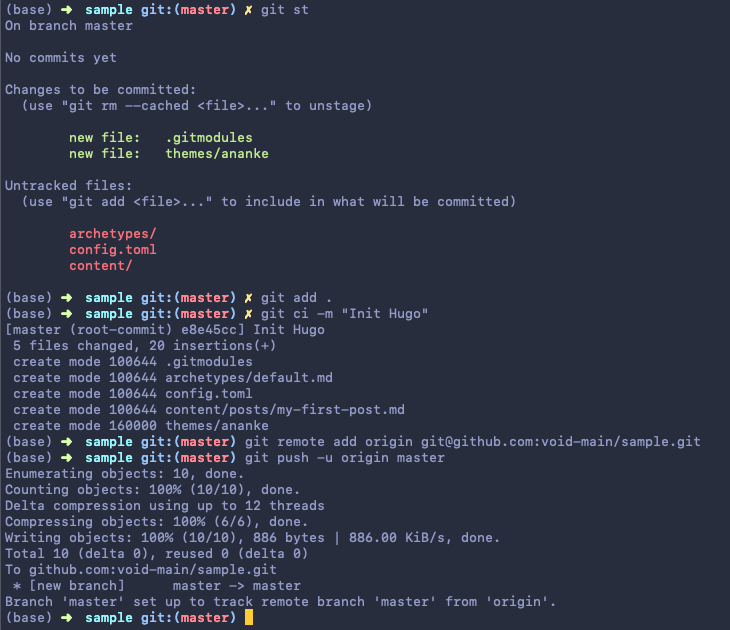 (base) ➜  sample git:(master) ✗ git st
On branch master

No commits yet

Changes to be committed:
  (use "git rm --cached <file>..." to unstage)

        new file:   .gitmodules
        new file:   themes/ananke

Untracked files:
  (use "git add <file>..." to include in what will be committed)

        archetypes/
        config.toml
        content/

(base) ➜  sample git:(master) ✗ git add .
(base) ➜  sample git:(master) ✗ git ci -m "Init Hugo"
[master (root-commit) e8e45cc] Init Hugo
 5 files changed, 20 insertions(+)
 create mode 100644 .gitmodules
 create mode 100644 archetypes/default.md
 create mode 100644 config.toml
 create mode 100644 content/posts/my-first-post.md
 create mode 160000 themes/ananke
(base) ➜  sample git:(master) git remote add origin git@github.com:void-main/sample.git
(base) ➜  sample git:(master) git push -u origin master
Enumerating objects: 10, done.
Counting objects: 100% (10/10), done.
Delta compression using up to 12 threads
Compressing objects: 100% (6/6), done.
Writing objects: 100% (10/10), 886 bytes | 886.00 KiB/s, done.
Total 10 (delta 0), reused 0 (delta 0)
To github.com:void-main/sample.git
 * [new branch]      master -> master
Branch 'master' set up to track remote branch 'master' from 'origin'.
(base) ➜  sample git:(master)